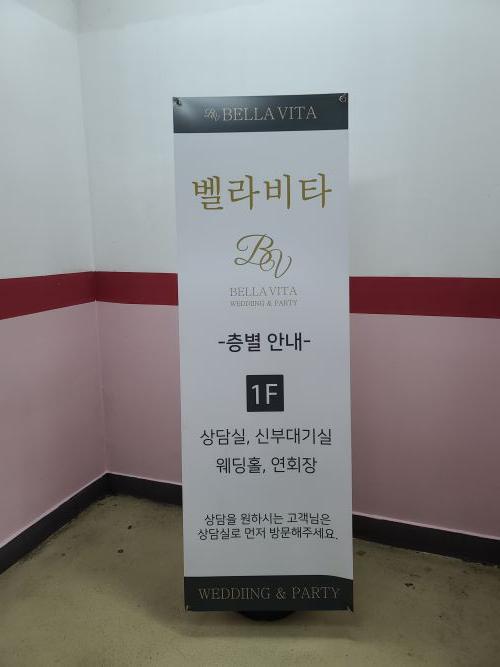 BV BELLA VITA
벨라비타
BV
BELLA VITA
WEDDIING & PARTY
-층별 안내-
1F
상담실, 신부대기실
웨딩홀, 연회장
상담을 원하시는 고객님은
상담실로 먼저 방문해주세요.
WEDDIING & PARTY